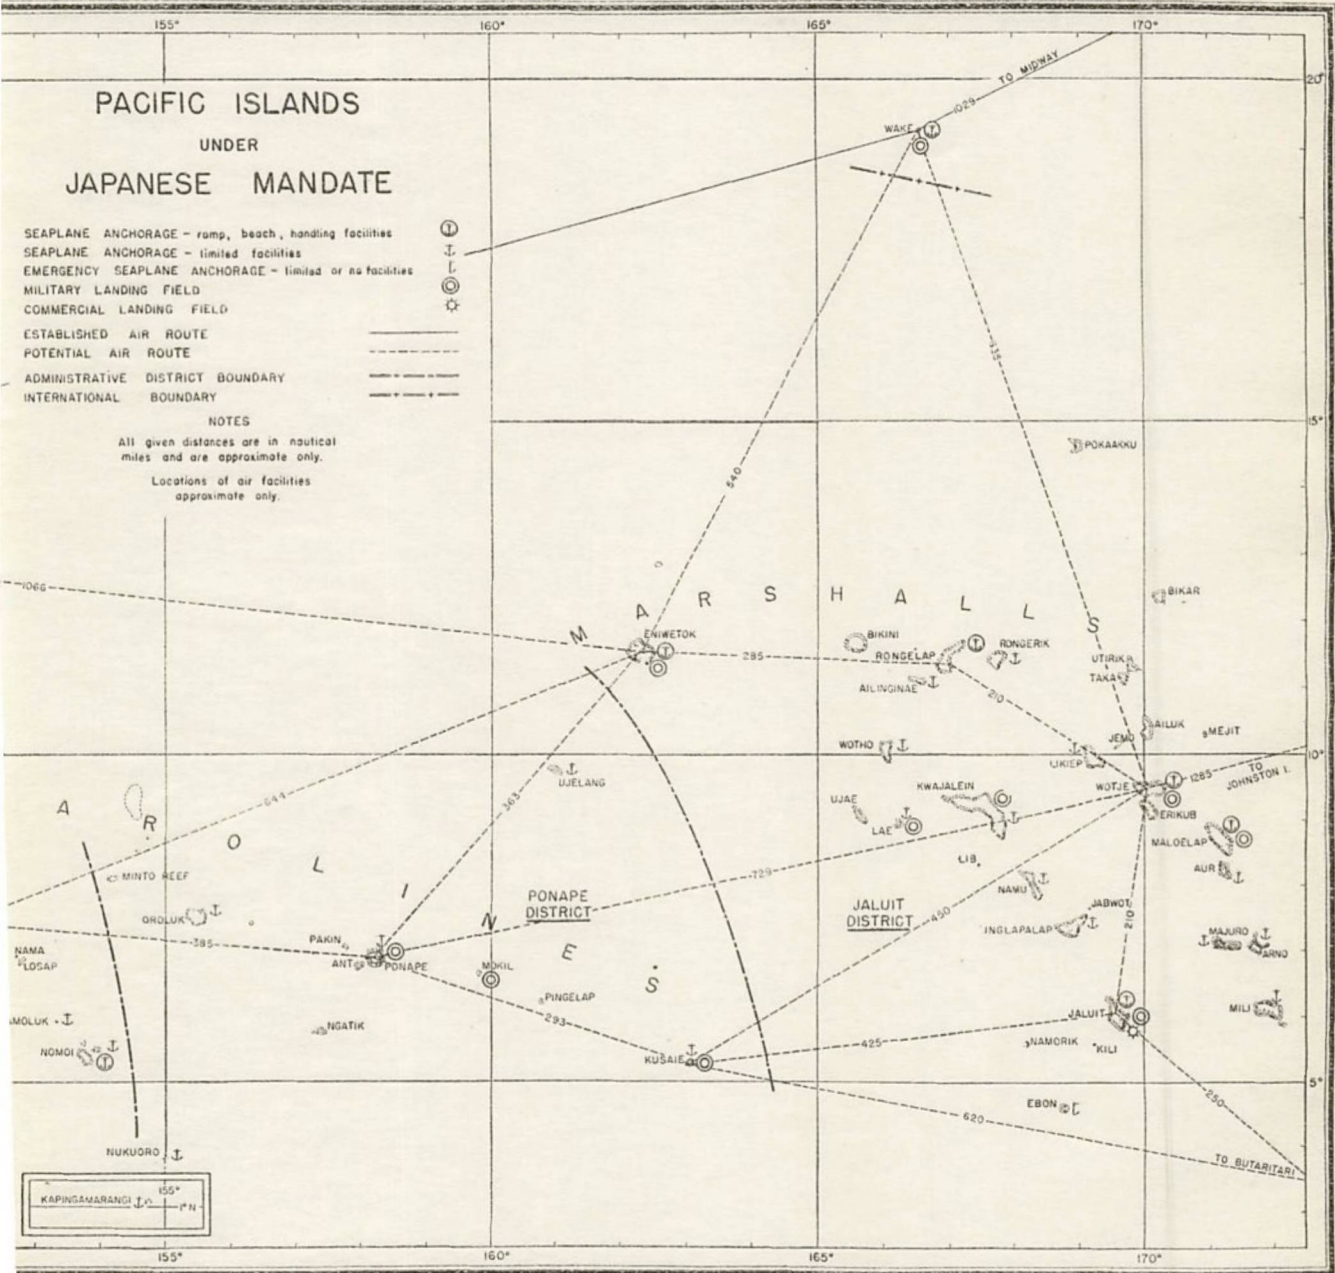 155°
160°
165°
170°
TO MIDWAY
20°
PACIFIC ISLANDS
UNDER
JAPANESE MANDATE
1029
WAKE
SEAPLANE ANCHORAGE - ramp, beach, handling facilities
SEAPLANE ANCHORAGE - limited facilities
EMERGENCY SEAPLANE ANCHORAGE - limited or no facilities
MILITARY LANDING FIELD
COMMERCIAL LANDING FIELD
ESTABLISHED AIR ROUTE
POTENTIAL AIR ROUTE
ADMINISTRATIVE DISTRICT BOUNDARY
INTERNATIONAL BOUNDARY
NOTES
All given distances are in nautical
miles and are approximate only.
Locations of air facilities
approximate only.
15°
POKAAKKU
540
1066
MARSHALLS
BIKAR
ENIWETOK
BIKINI
RONGERIK
285
RONGELAP
UTIRIK
TAKA
AILINGINAE
210
AILUK
MEJIT
JEMO
WOTHO
10°
LIKIEP
TO
JOHNSTON I.
1265
UJELANG
KWAJALEIN
WOTJE
UJAE
363
644
ERIKUB
LAE
MALOELAP
A R O L I N E S
LIB
AUR
MINTO REEF
729
NAMU
PONAPE
DISTRICT
JALUIT
DISTRICT
JABWOT
OROLUK
450
210
INGLAPALAP
MAJURO
ARNO
385
PAKIN
NAMA
LOSAP
ANT
PONAPE
MOKIL
PINGELAP
MILI
MOLUK
NGATIK
293
JALUIT
NAMORIK
KILI
NOMOI
KUSAIE
425
5°
EBON
250
620
NUKUORO
TO BUTARITARI
KAPINGAMARANGI
155°
1°N
155°
160°
165°
170°